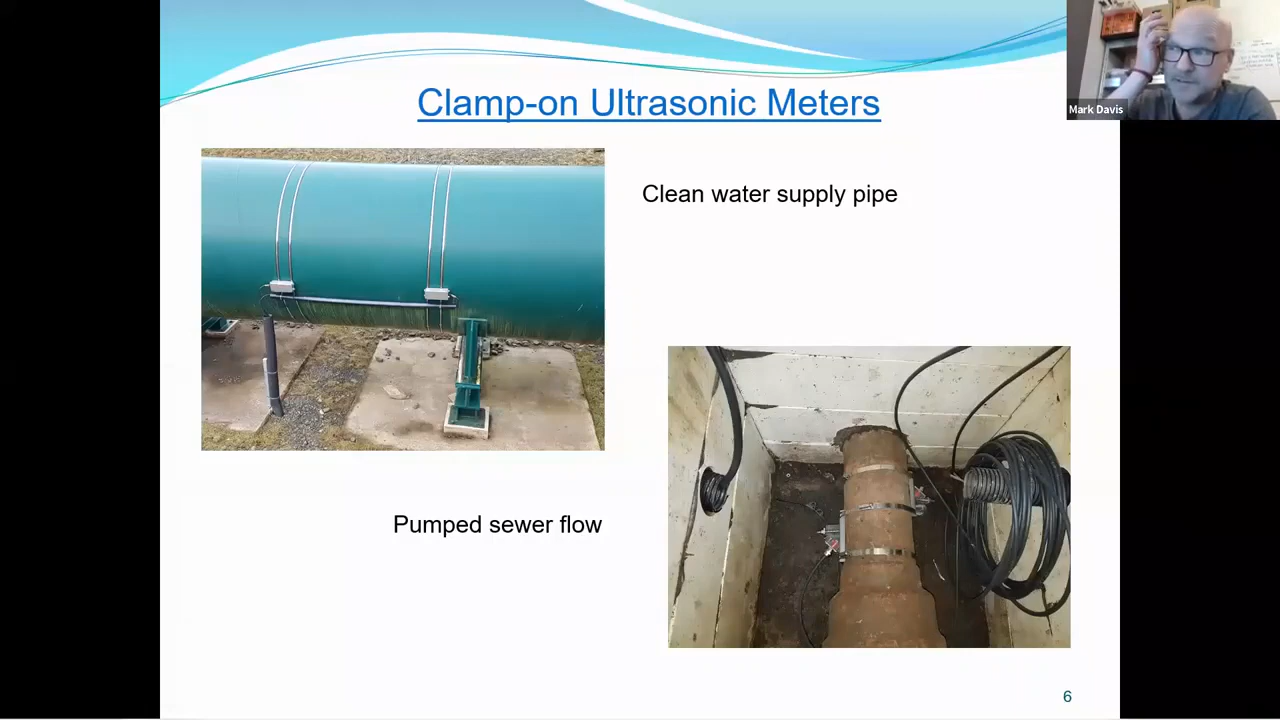 Clamp-on Ultrasonic Meters
Mark Davis
Clean water supply pipe
Pumped sewer flow
6